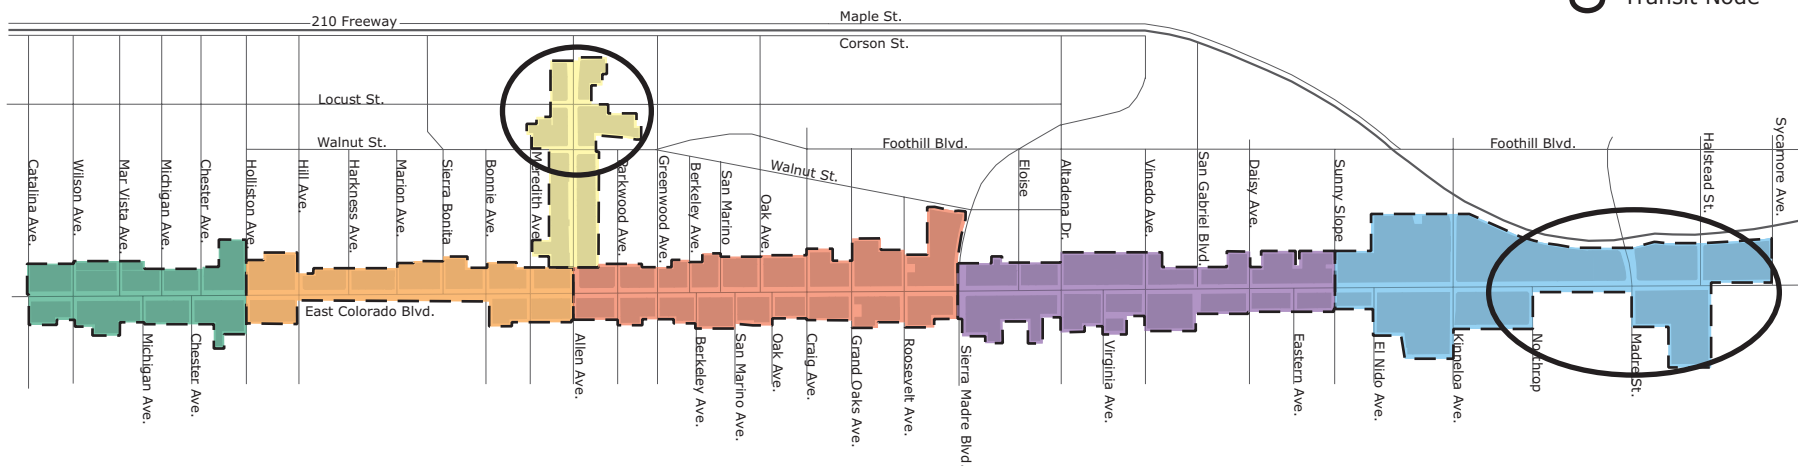 Transit Node
210 Freeway
Maple St.
Corson St.
Locust St.
Walnut St.
Foothill Blvd.
Foothill Blvd.
Walnut St.
Catalina Ave.
Wilson Ave.
Mar Vista Ave.
Michigan Ave.
Chester Ave.
Holliston Ave.
Hill Ave.
Harkness Ave.
Marion Ave.
Sierra Bonita
Bonnie Ave.
Meredith Ave.
Parkwood Ave.
Greenwood Ave.
Berkeley Ave.
San Marino
Oak Ave.
Eloise
Altadena Dr.
Vinedo Ave.
San Gabriel Blvd.
Daisy Ave.
Sunny Slope
Halstead St.
Sycamore Ave.
East Colorado Blvd.
Michigan Ave.
Chester Ave.
Allen Ave.
Berkeley Ave.
San Marino Ave.
Oak Ave.
Craig Ave.
Grand Oaks Ave.
Roosevelt Ave.
Sierra Madre Blvd.
Virginia Ave.
Eastern Ave.
El Nido Ave.
Kinneloa Ave.
Northrop
Madre St.